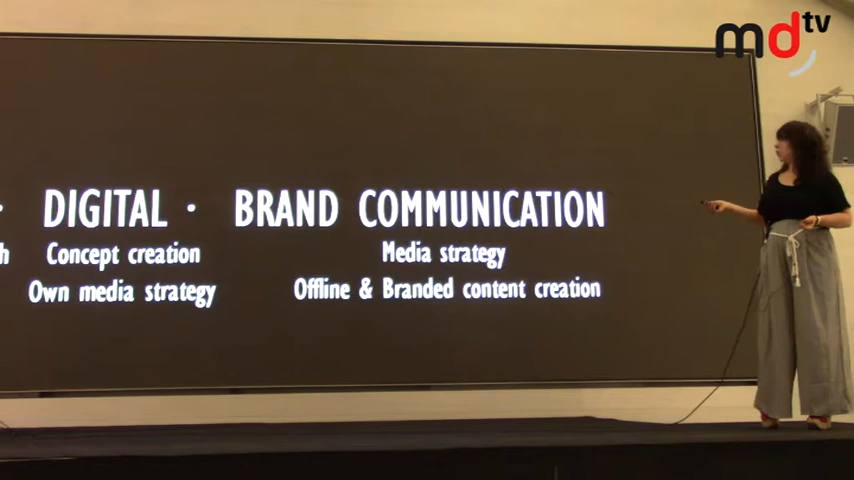 mdtv
· DIGITAL · BRAND COMMUNICATION
h Concept creation Media strategy
Own media strategy Offline & Branded content creation